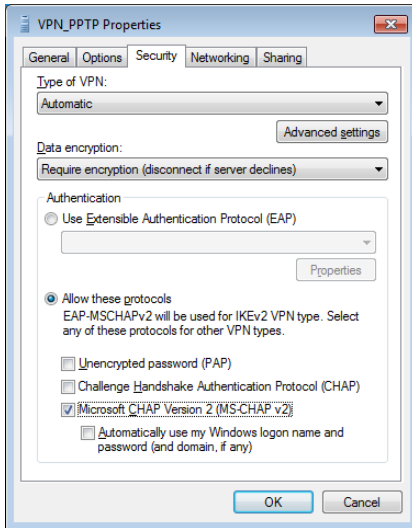 VPN_PPTP Properties
General Options Security Networking Sharing
Type of VPN:
Automatic
Advanced settings
Data encryption:
Require encryption (disconnect if server declines)
Authentication
Use Extensible Authentication Protocol (EAP)
Properties
Allow these protocols
EAP-MSCHAPv2 will be used for IKEv2 VPN type. Select
any of these protocols for other VPN types.
Unencrypted password (PAP)
Challenge Handshake Authentication Protocol (CHAP)
Microsoft CHAP Version 2 (MS-CHAP v2)
Automatically use my Windows logon name and
password (and domain, if any)
OK Cancel